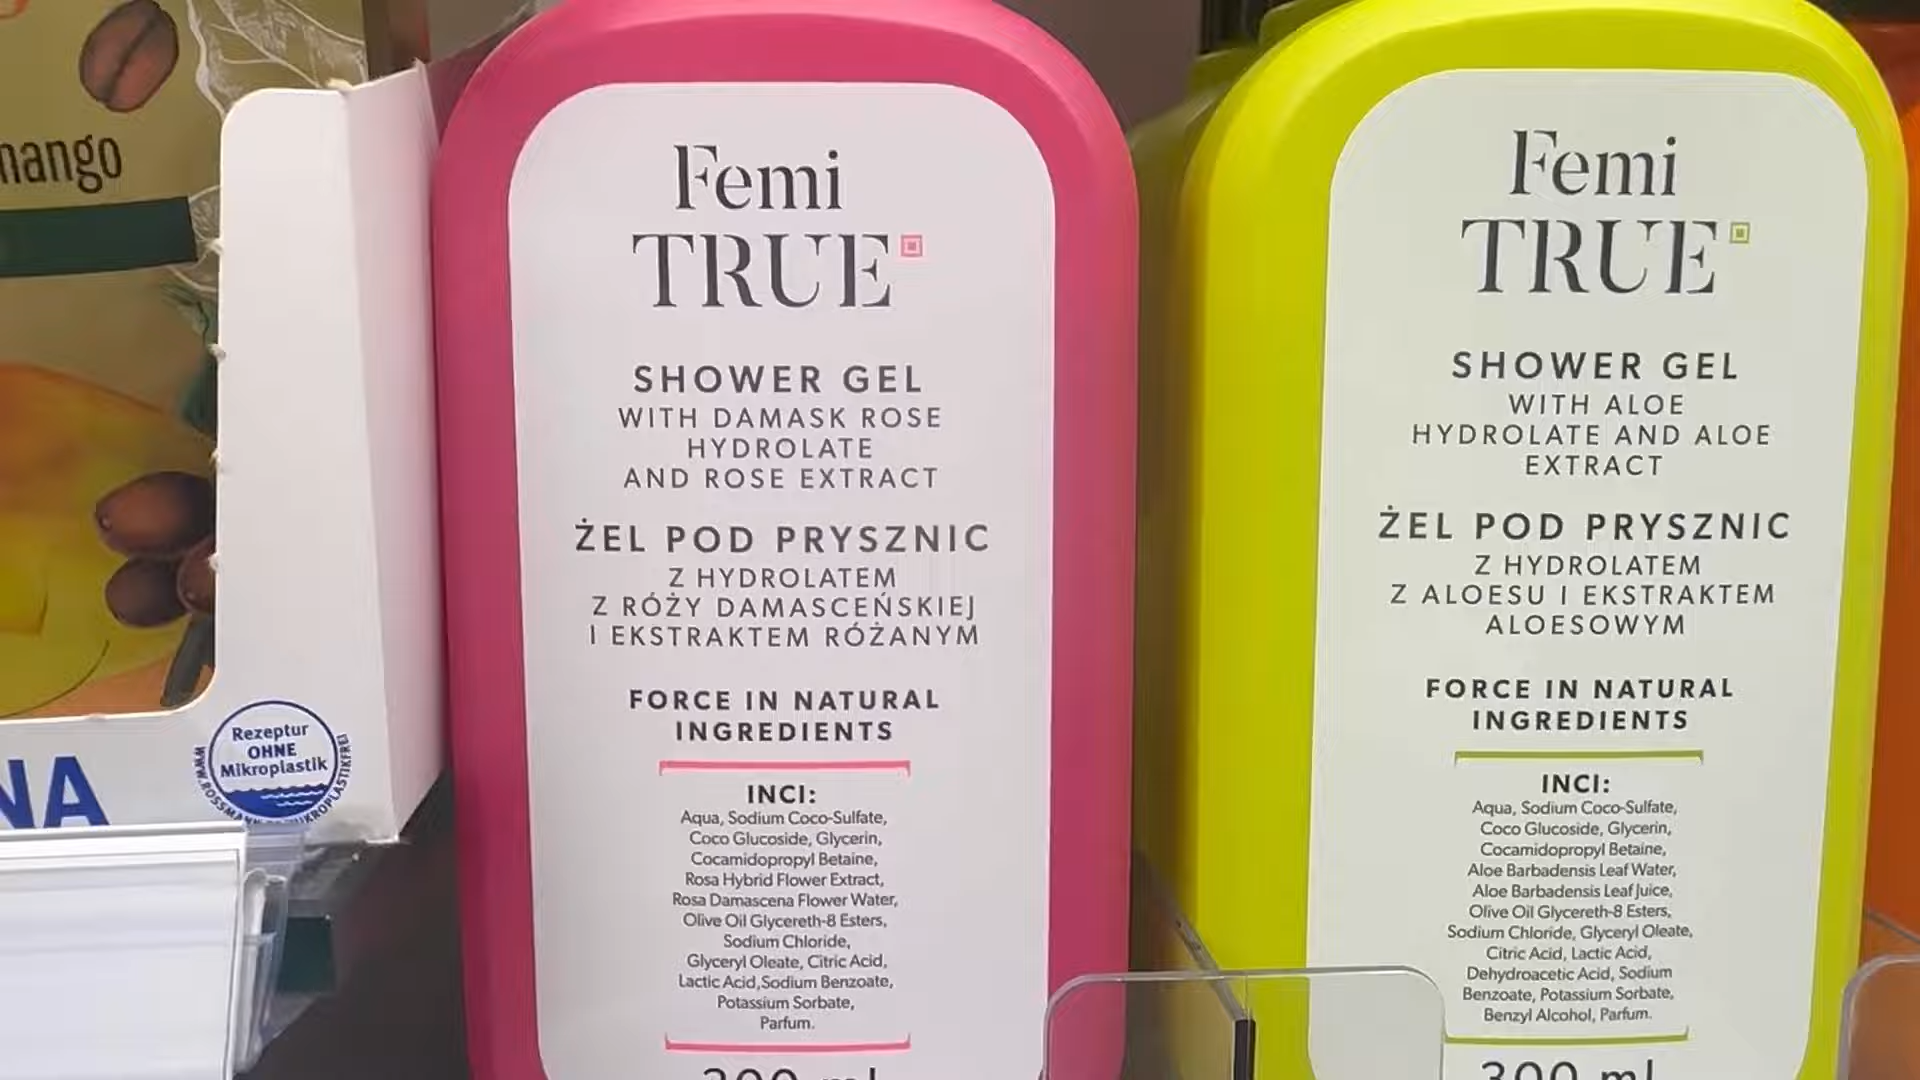 mango
NA
Rezeptur
OHNE
Mikroplastik
Femi
TRUE
SHOWER GEL
WITH DAMASK ROSE
HYDROLATE
AND ROSE EXTRACT
ŻEL POD PRYSZNIC
Z HYDROLATEM
Z RÓŻY DAMASCEŃSKIEJ
I EKSTRAKTEM RÓŻANYM
FORCE IN NATURAL
INGREDIENTS
INCI:
Aqua, Sodium Coco-Sulfate,
Coco Glucoside, Glycerin,
Cocamidopropyl Betaine,
Rosa Hybrid Flower Extract,
Rosa Damascena Flower Water,
Olive Oil Glycereth-8 Esters,
Sodium Chloride,
Glyceryl Oleate, Citric Acid,
Lactic Acid,Sodium Benzoate,
Potassium Sorbate,
Parfum.
300 ml
Femi
TRUE
SHOWER GEL
WITH ALOE
HYDROLATE AND ALOE
EXTRACT
ŻEL POD PRYSZNIC
Z HYDROLATEM
Z ALOESU I EKSTRAKTEM
ALOESOWYM
FORCE IN NATURAL
INGREDIENTS
INCI:
Aqua, Sodium Coco-Sulfate,
Coco Glucoside, Glycerin,
Cocamidopropyl Betaine,
Aloe Barbadensis Leaf Water,
Aloe Barbadensis Leaf Juice,
Olive Oil Glycereth-8 Esters,
Sodium Chloride, Glyceryl Oleate,
Citric Acid, Lactic Acid,
Dehydroacetic Acid, Sodium
Benzoate, Potassium Sorbate,
Benzyl Alcohol, Parfum.
300 ml